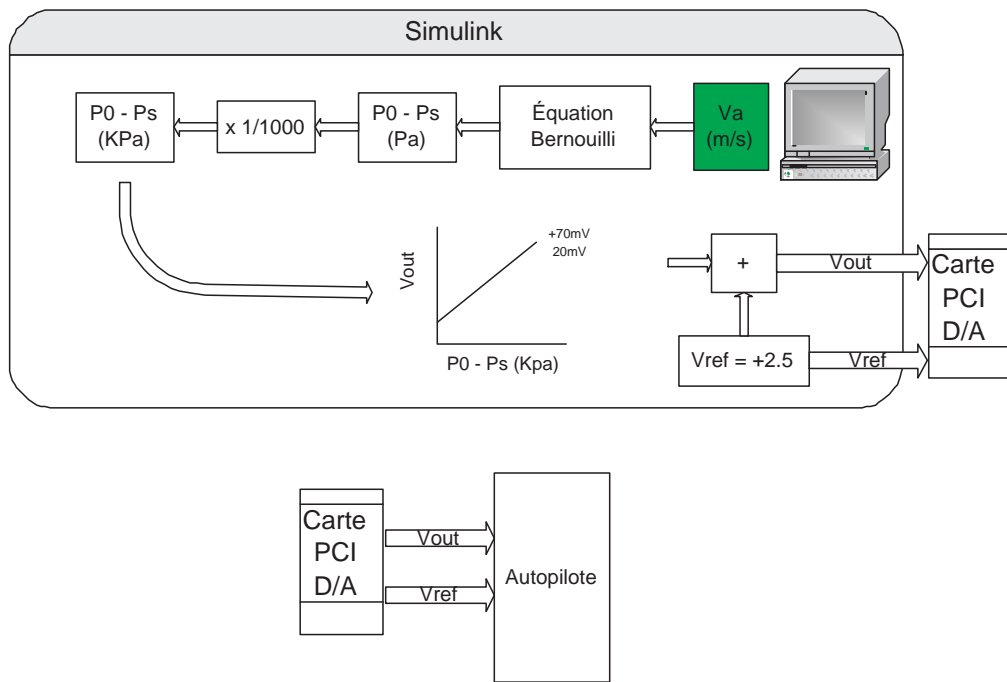 Simulink
P0 - Ps
(KPa)
x 1/1000
P0 - Ps
(Pa)
Équation
Bernouilli
Va
(m/s)
+70mV
20mV
Vout
P0 - Ps (Kpa)
+
Vref = +2.5
Vout
Vref
Carte
PCI
D/A
Carte
PCI
D/A
Vout
Vref
Autopilote